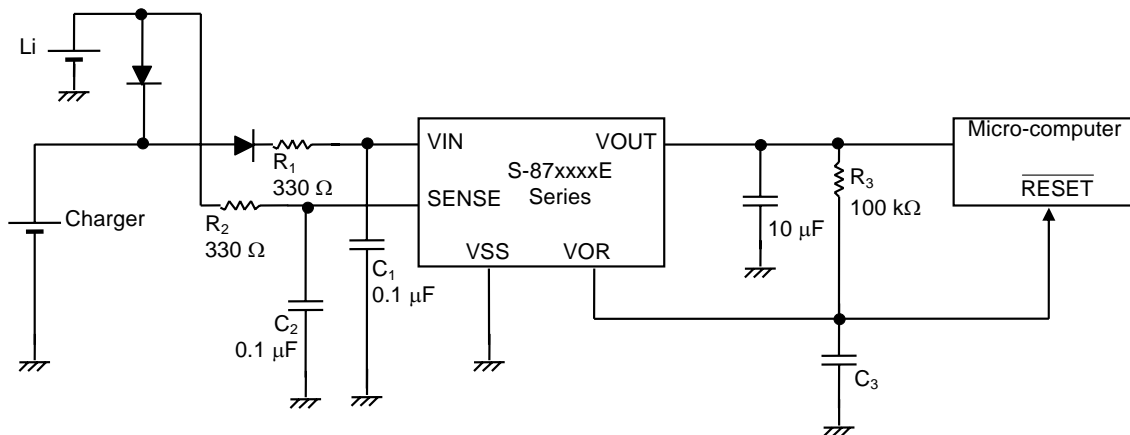 Li
Charger
R1
330 Ω
R2
330 Ω
C2
0.1 μF
C1
0.1 μF
VIN
VOUT
S-87xxxxE
Series
SENSE
VSS
VOR
10 μF
R3
100 kΩ
C3
Micro-computer
RESET